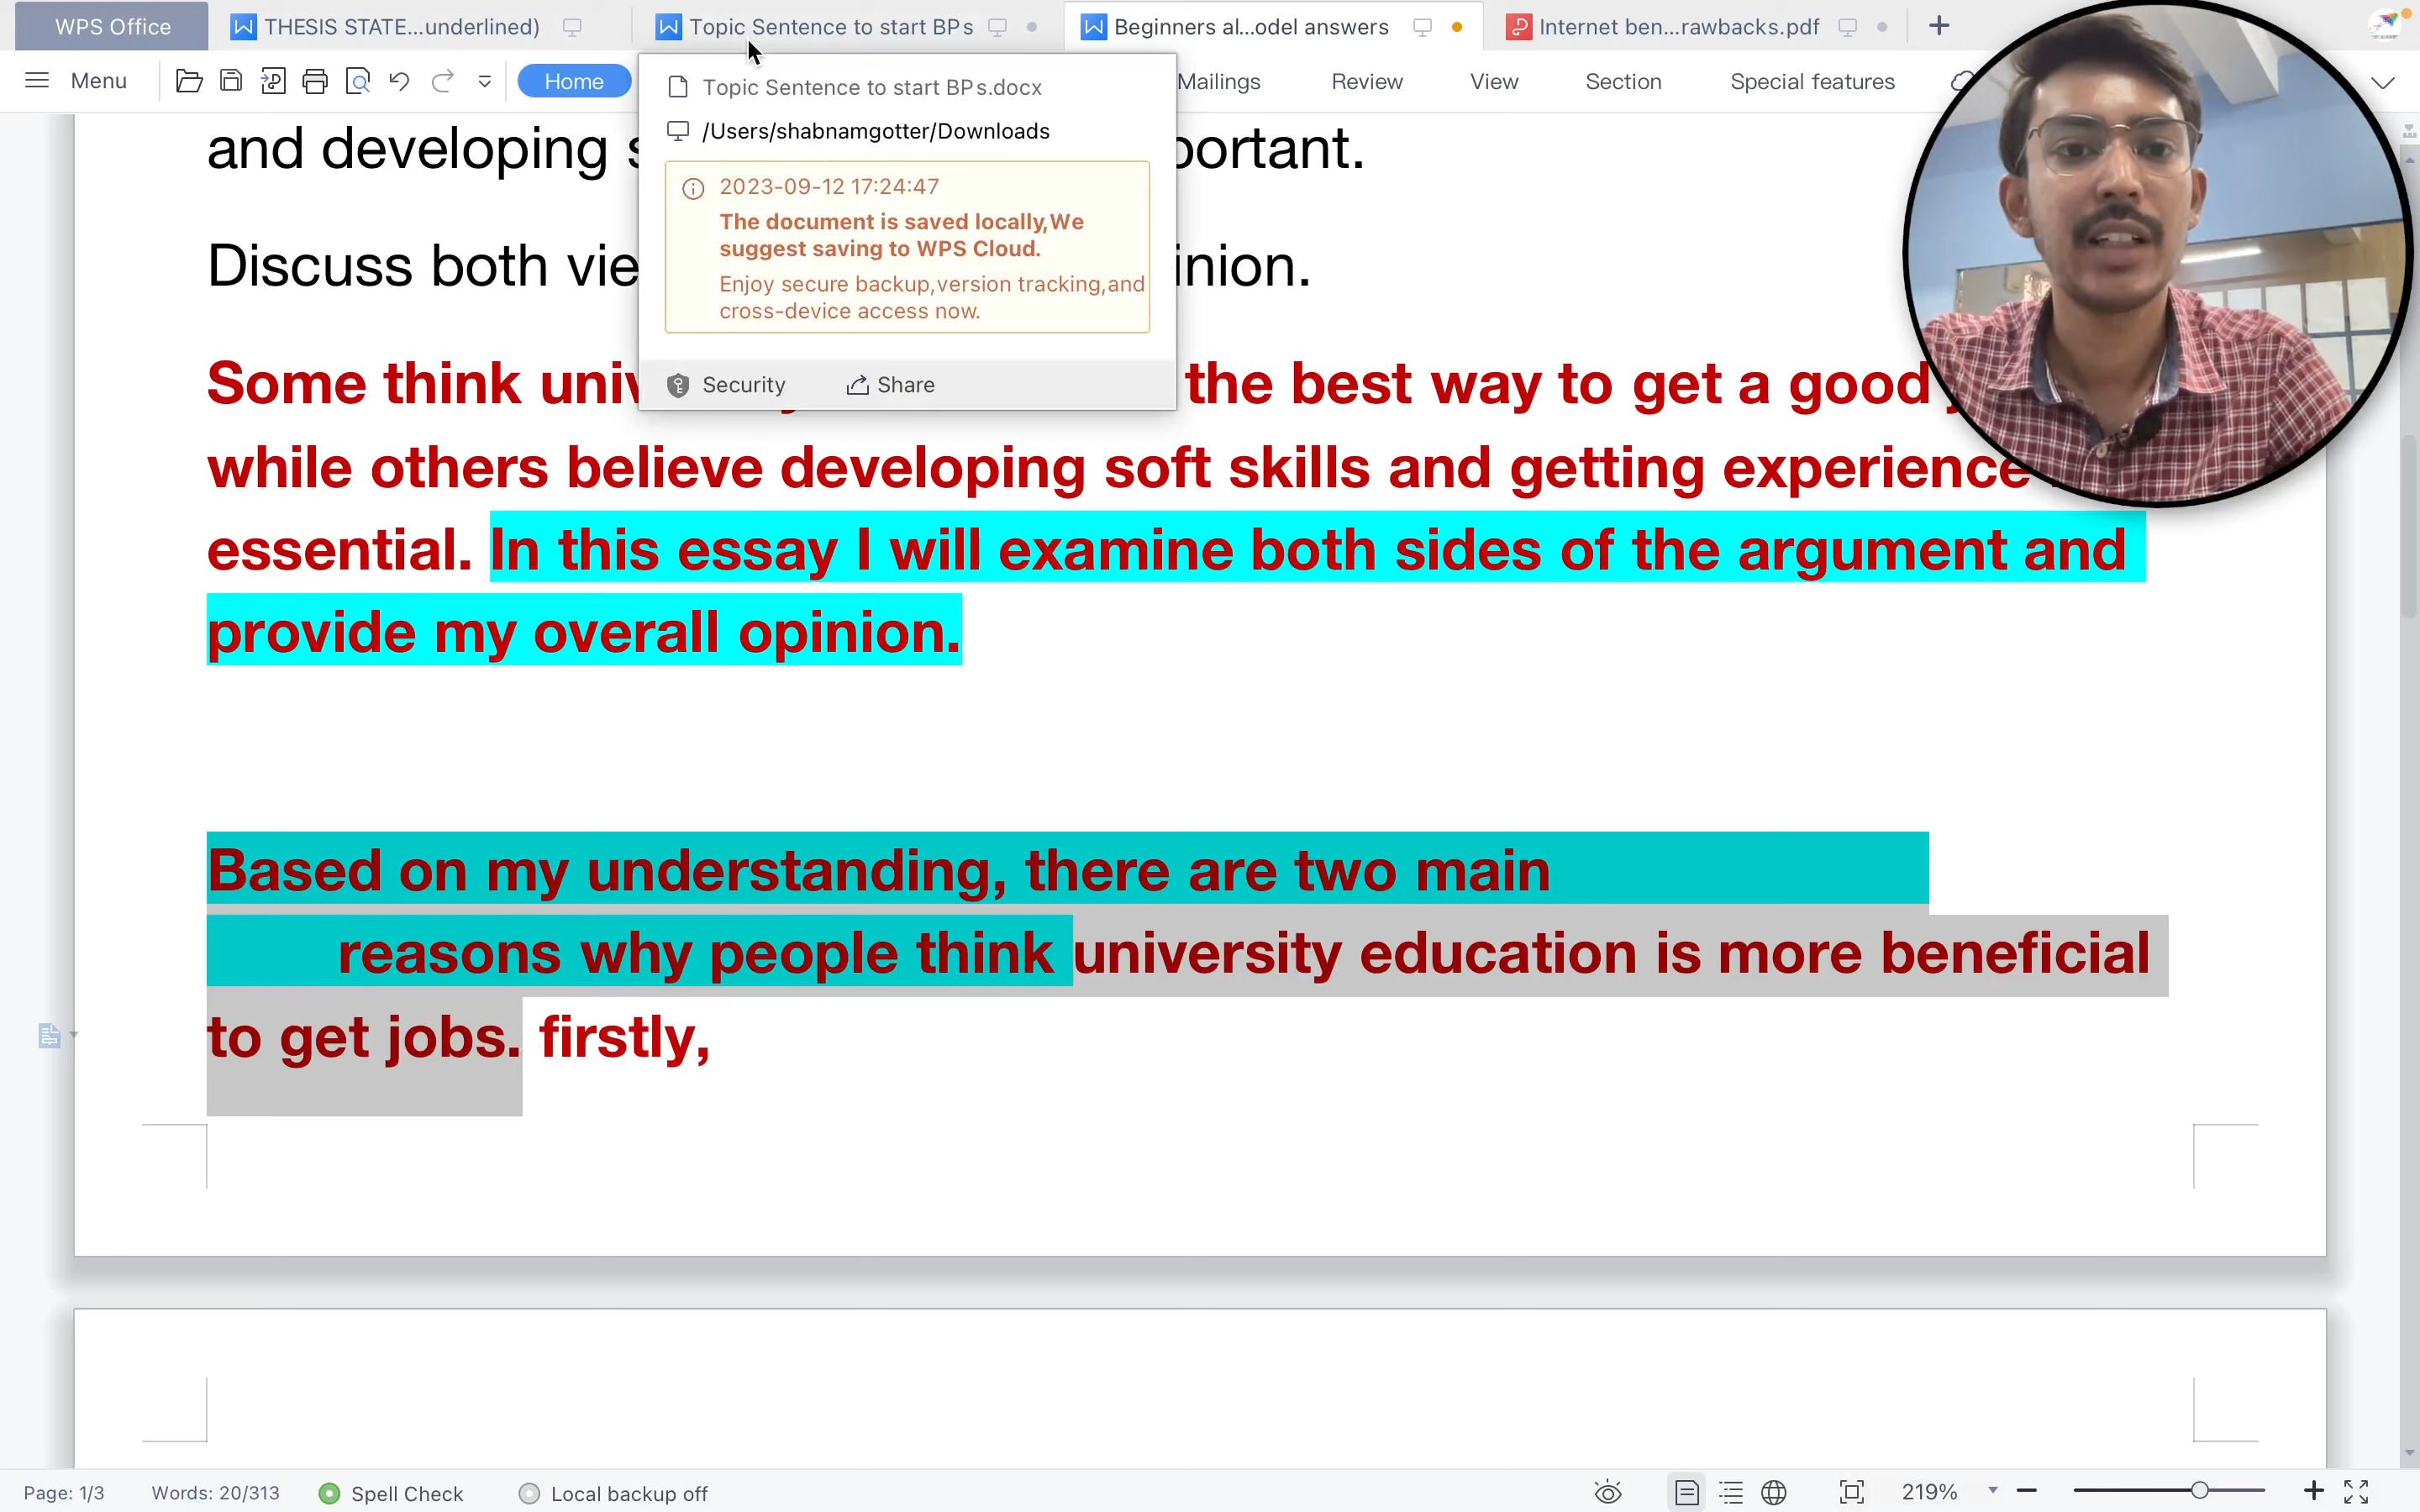 WPS Office
THESIS STATE...underlined)
Topic Sentence to start BPs
Beginners al...odel answers
Internet ben...rawbacks.pdf
Menu
Home
Mailings
Review
View
Section
Special features
Topic Sentence to start BPs.docx
/Users/shabnamgotter/Downloads
2023-09-12 17:24:47
The document is saved locally,We
suggest saving to WPS Cloud.
Enjoy secure backup,version tracking,and
cross-device access now.
Security
Share
and developing
Discuss both
Some think
the best way to get a good
while others believe developing soft skills and getting experience
essential. In this essay I will examine both sides of the argument and
provide my overall opinion.
Based on my understanding, there are two main
reasons why people think university education is more beneficial
to get jobs. firstly,
Page: 1/3
Words: 20/313
Spell Check
Local backup off
219%